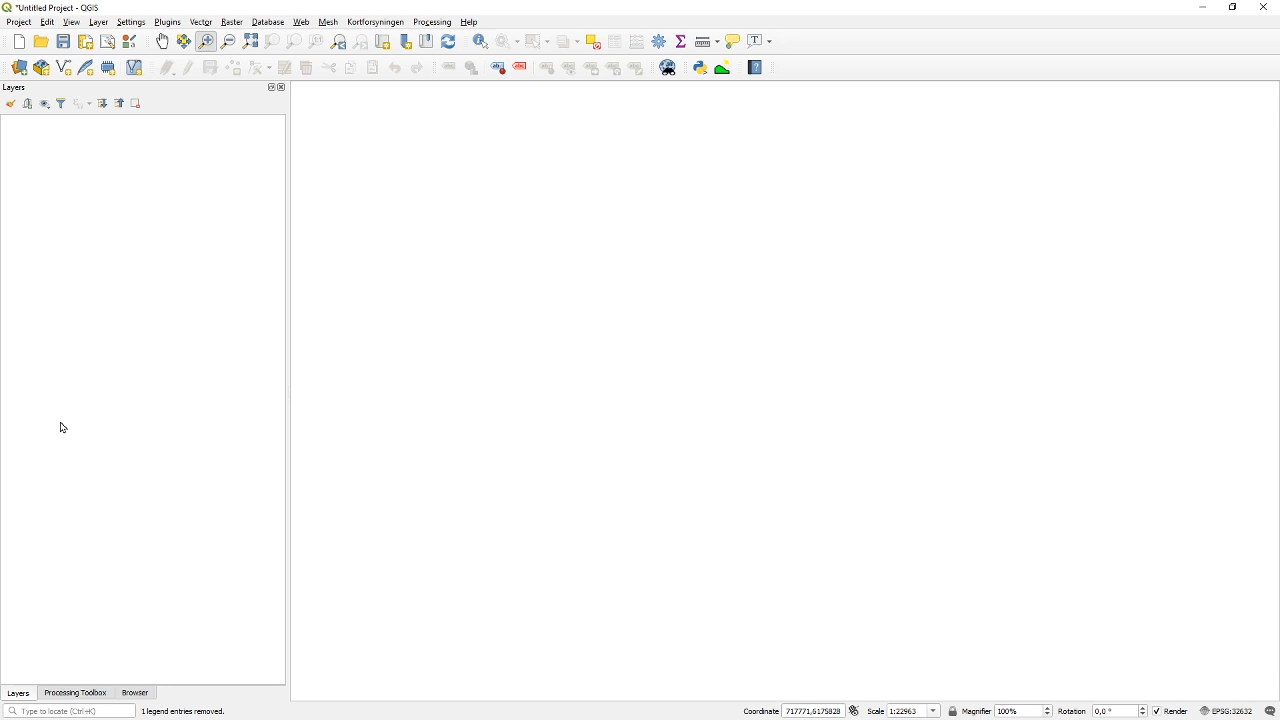 *Untitled Project - QGIS
Project Edit View Layer Settings Plugins Vector Raster Database Web Mesh Kortforsyningen Processing Help
Layers
Layers Processing Toolbox Browser
Type to locate (Ctrl+K) 1 legend entries removed. Coordinate 717771,6175828 Scale 1:22963 Magnifier 100% Rotation 0,0 ° Render EPSG:32632